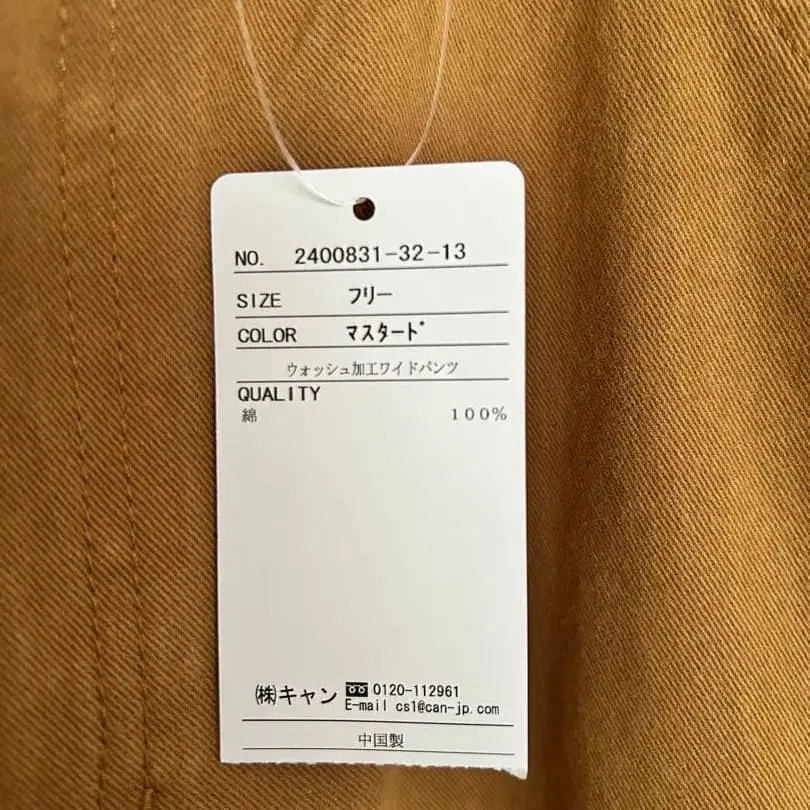 NO. 2400831-32-13
SIZE フリー
COLOR マスタード
ウォッシュ加工ワイドパンツ
QUALITY
綿 100%
㈱キャン 0120-112961
E-mail cs1@can-jp.com
中国製